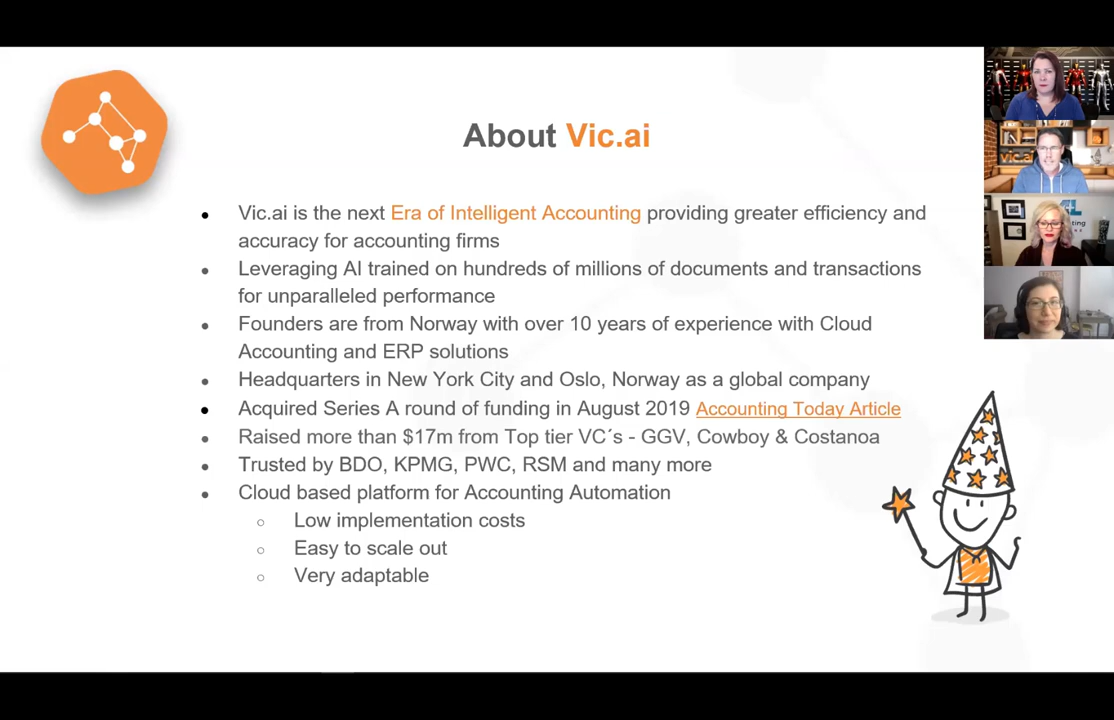 About Vic.ai
Vic.ai is the next Era of Intelligent Accounting providing greater efficiency and
accuracy for accounting firms
Leveraging AI trained on hundreds of millions of documents and transactions
for unparalleled performance
Founders are from Norway with over 10 years of experience with Cloud
Accounting and ERP solutions
Headquarters in New York City and Oslo, Norway as a global company
Acquired Series A round of funding in August 2019 Accounting Today Article
Raised more than $17m from Top tier VC´s - GGV, Cowboy & Costanoa
Trusted by BDO, KPMG, PWC, RSM and many more
Cloud based platform for Accounting Automation
Low implementation costs
Easy to scale out
Very adaptable
vic.ai